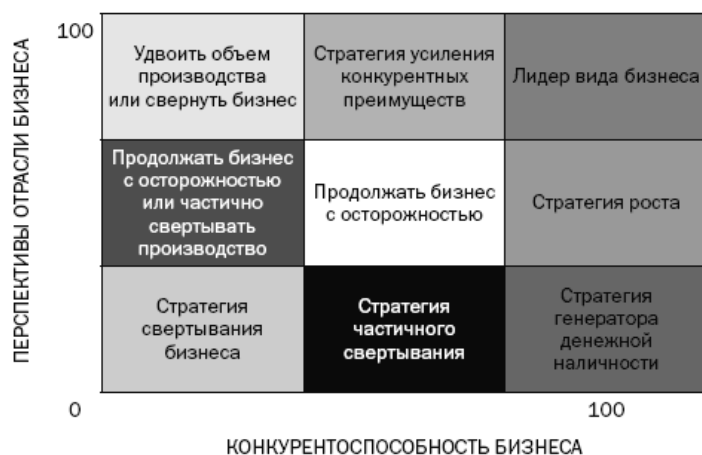 ПЕРСПЕКТИВЫ ОТРАСЛИ БИЗНЕСА
100
Удвоить объем
производства
или свернуть бизнес
Стратегия усиления
конкурентных
преимуществ
Лидер вида бизнеса
Продолжать бизнес
с осторожностью
или частично
свертывать
производство
Продолжать бизнес
с осторожностью
Стратегия роста
Стратегия
свертывания
бизнеса
Стратегия
частичного
свертывания
Стратегия
генератора
денежной
наличности
0
100
КОНКУРЕНТОСПОСОБНОСТЬ БИЗНЕСА